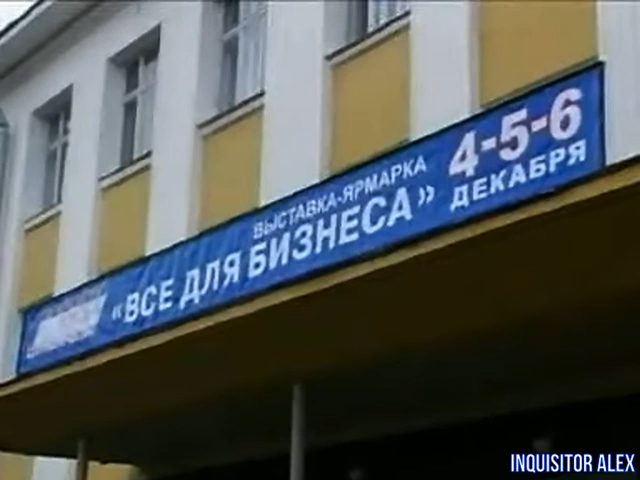 ВЫСТАВКА-ЯРМАРКА
«ВСЕ ДЛЯ БИЗНЕСА»
4-5-6
ДЕКАБРЯ
INQUISITOR ALEX